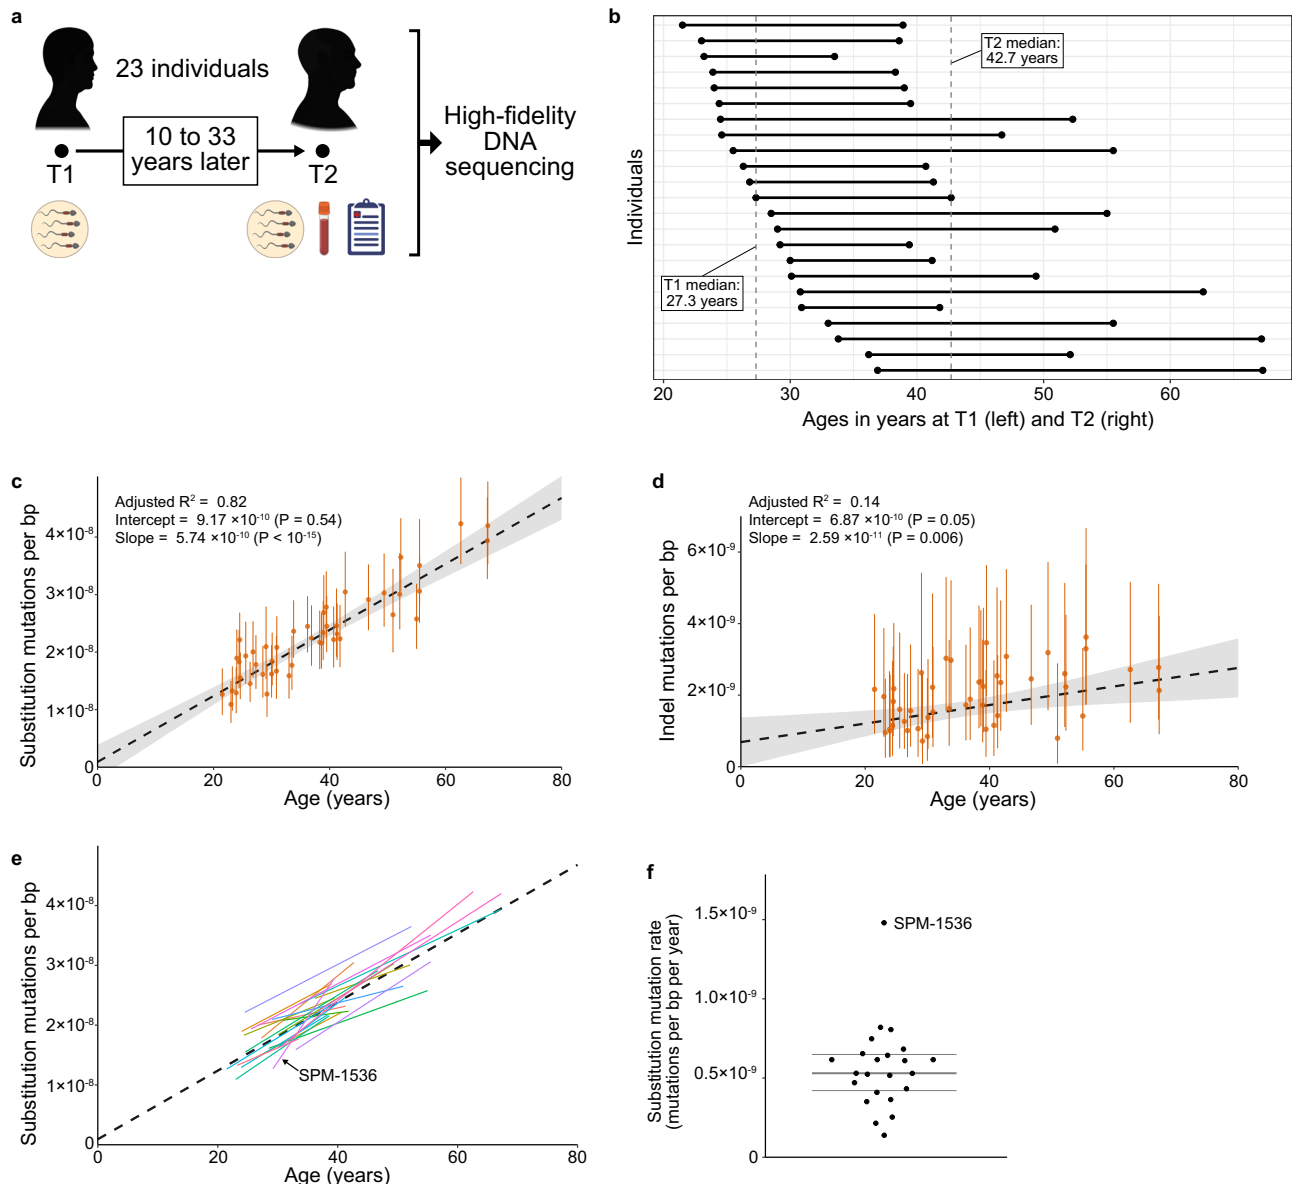 a
23 individuals
10 to 33
years later
T1
T2
High-fidelity
DNA
sequencing
b
Individuals
T2 median:
42.7 years
T1 median:
27.3 years
20
30
40
50
60
Ages in years at T1 (left) and T2 (right)
c
Substitution mutations per bp
Adjusted R² = 0.82
Intercept = 9.17 ×10⁻¹⁰ (P = 0.54)
Slope = 5.74 ×10⁻¹⁰ (P < 10⁻¹⁵)
4×10⁻⁸
3×10⁻⁸
2×10⁻⁸
1×10⁻⁸
0
0
20
40
60
80
Age (years)
d
Indel mutations per bp
Adjusted R² = 0.14
Intercept = 6.87 ×10⁻¹⁰ (P = 0.05)
Slope = 2.59 ×10⁻¹¹ (P = 0.006)
6×10⁻⁹
4×10⁻⁹
2×10⁻⁹
0
0
20
40
60
80
Age (years)
e
Substitution mutations per bp
4×10⁻⁸
3×10⁻⁸
2×10⁻⁸
1×10⁻⁸
0
SPM-1536
0
20
40
60
80
Age (years)
f
Substitution mutation rate
(mutations per bp per year)
1.5×10⁻⁹
1.0×10⁻⁹
0.5×10⁻⁹
0
SPM-1536